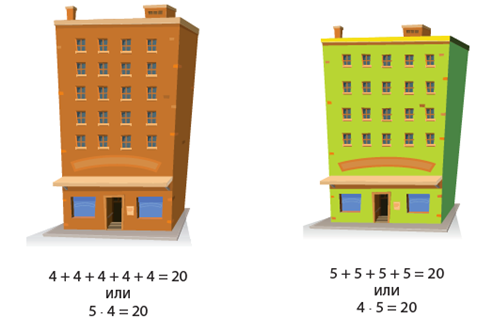 4 + 4 + 4 + 4 + 4 = 20
или
5 · 4 = 20
5 + 5 + 5 + 5 = 20
или
4 · 5 = 20